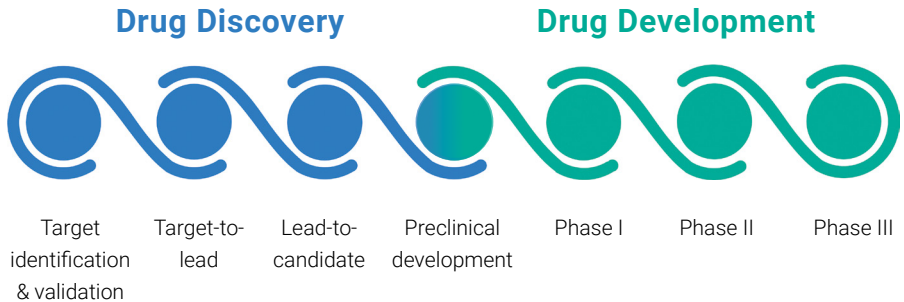 Drug Discovery
Drug Development
Target
identification
& validation
Target-to-
lead
Lead-to-
candidate
Preclinical
development
Phase I
Phase II
Phase III